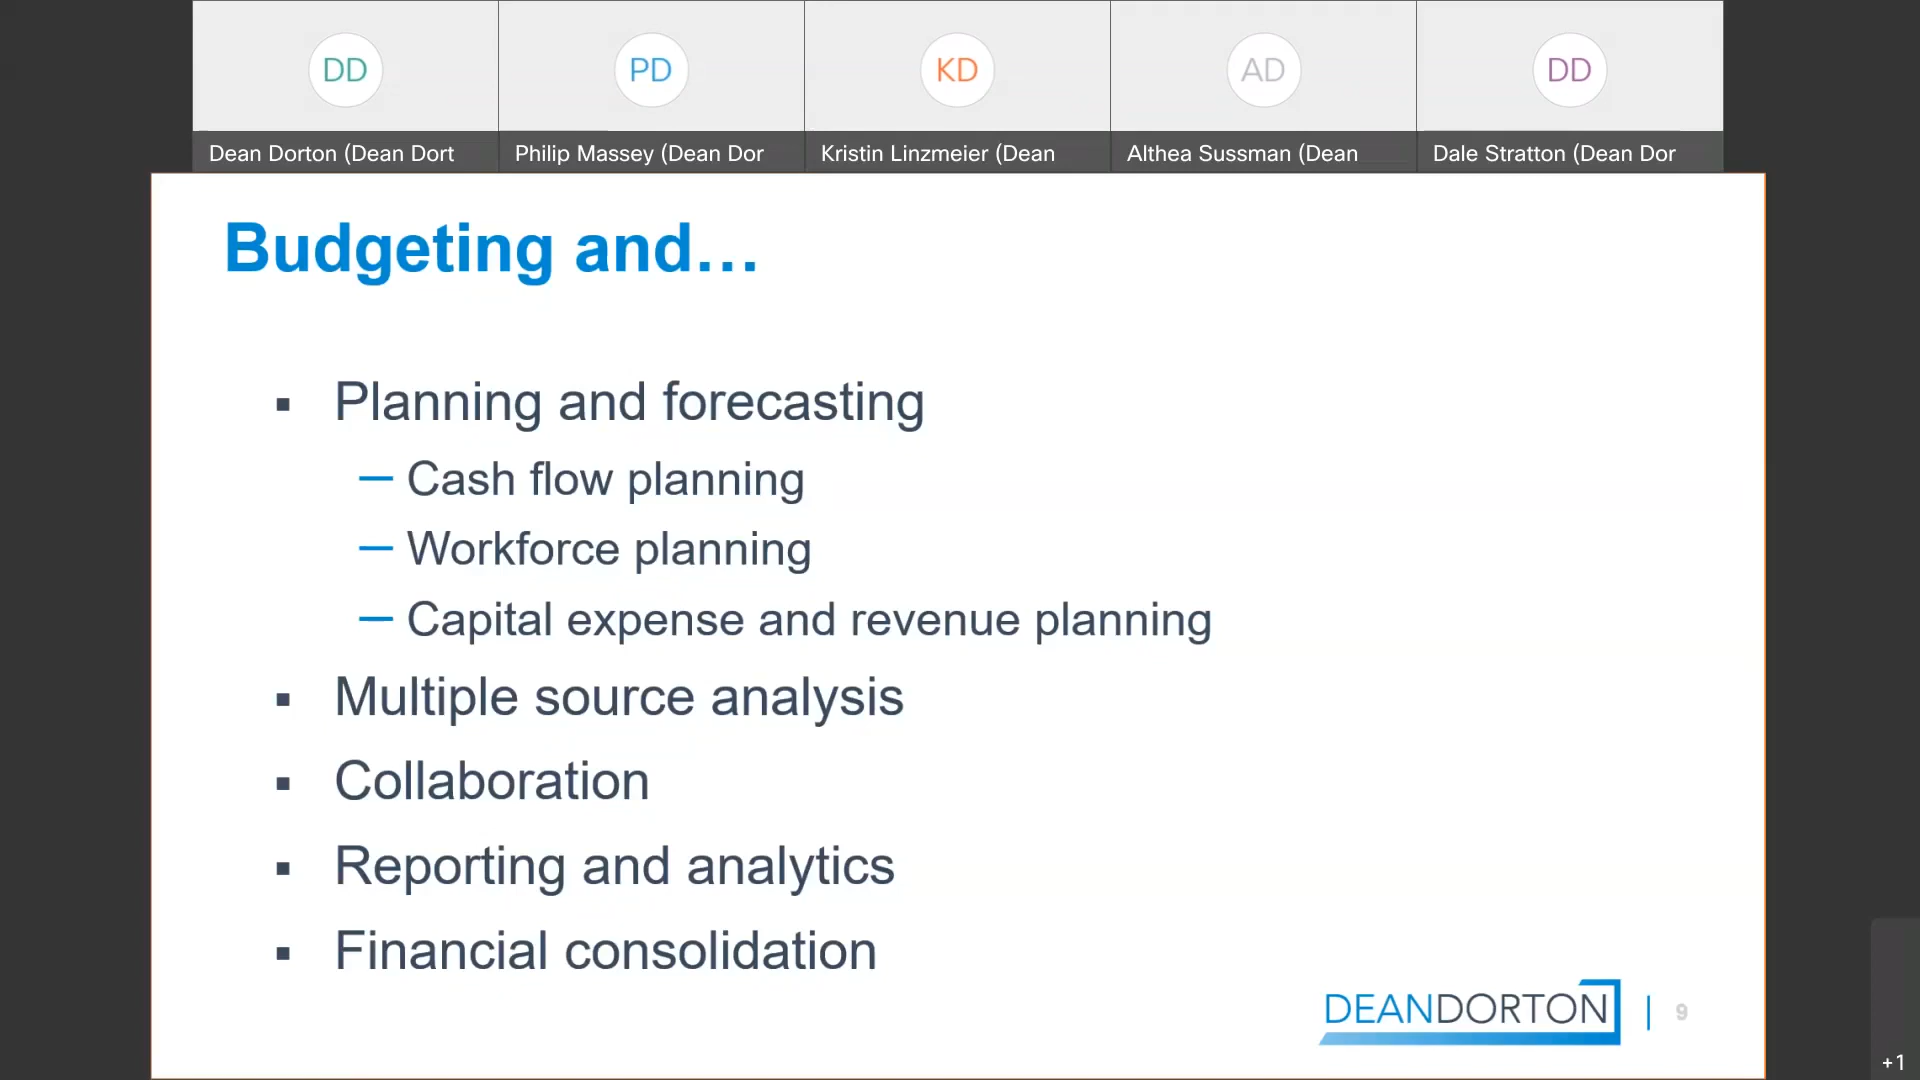 DD
PD
KD
AD
DD
Dean Dorton (Dean Dort
Philip Massey (Dean Dor
Kristin Linzmeier (Dean
Althea Sussman (Dean
Dale Stratton (Dean Dor
Budgeting and…
▪ Planning and forecasting
— Cash flow planning
— Workforce planning
— Capital expense and revenue planning
▪ Multiple source analysis
▪ Collaboration
▪ Reporting and analytics
▪ Financial consolidation
DEANDORTON | 9
+1